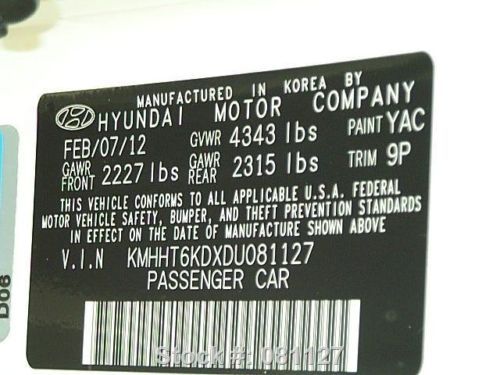 MANUFACTURED IN KOREA BY
HYUNDAI MOTOR COMPANY
FEB/07/12 GVWR 4343 lbs PAINT YAC
GAWR FRONT 2227 lbs GAWR REAR 2315 lbs TRIM 9P
THIS VEHICLE CONFORMS TO ALL APPLICABLE U.S.A. FEDERAL
MOTOR VEHICLE SAFETY, BUMPER, AND THEFT PREVENTION STANDARDS
IN EFFECT ON THE DATE OF MANUFACTURE SHOWN ABOVE
V.I.N KMHHT6KDXDU081127
PASSENGER CAR
Stock #: 081127
D06